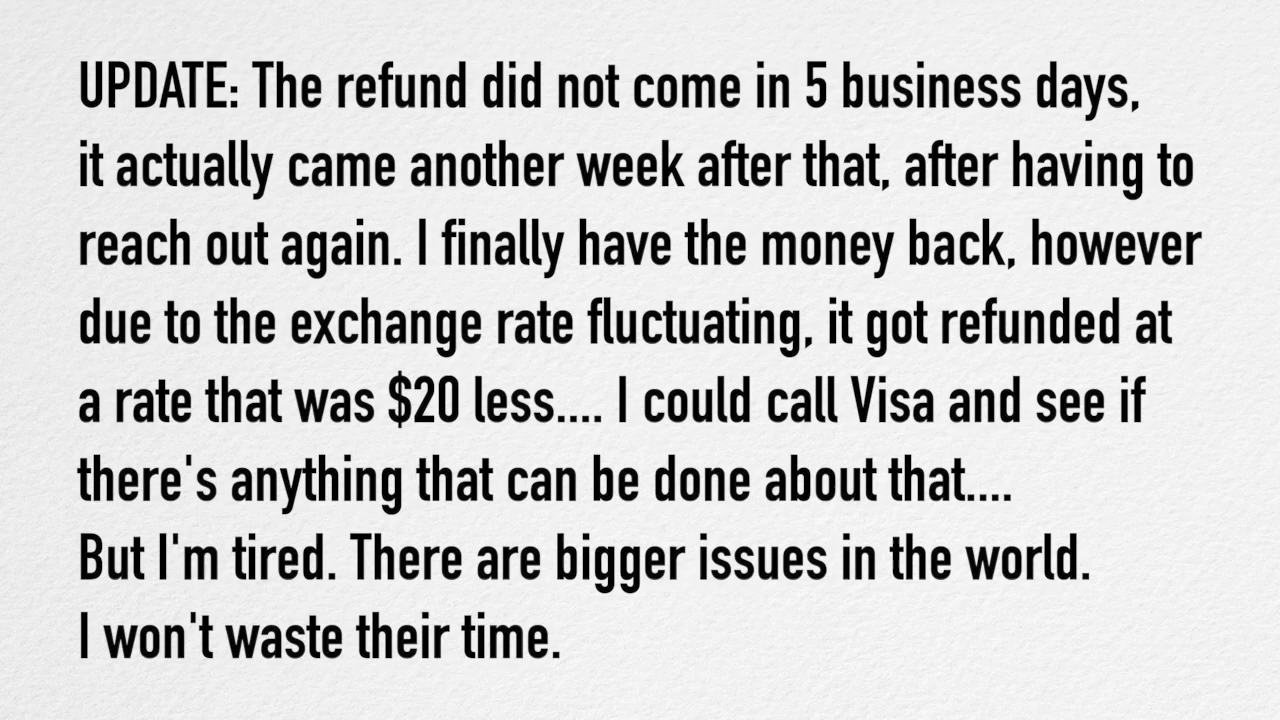 UPDATE: The refund did not come in 5 business days,
it actually came another week after that, after having to
reach out again. I finally have the money back, however
due to the exchange rate fluctuating, it got refunded at
a rate that was $20 less.... I could call Visa and see if
there's anything that can be done about that....
But I'm tired. There are bigger issues in the world.
I won't waste their time.